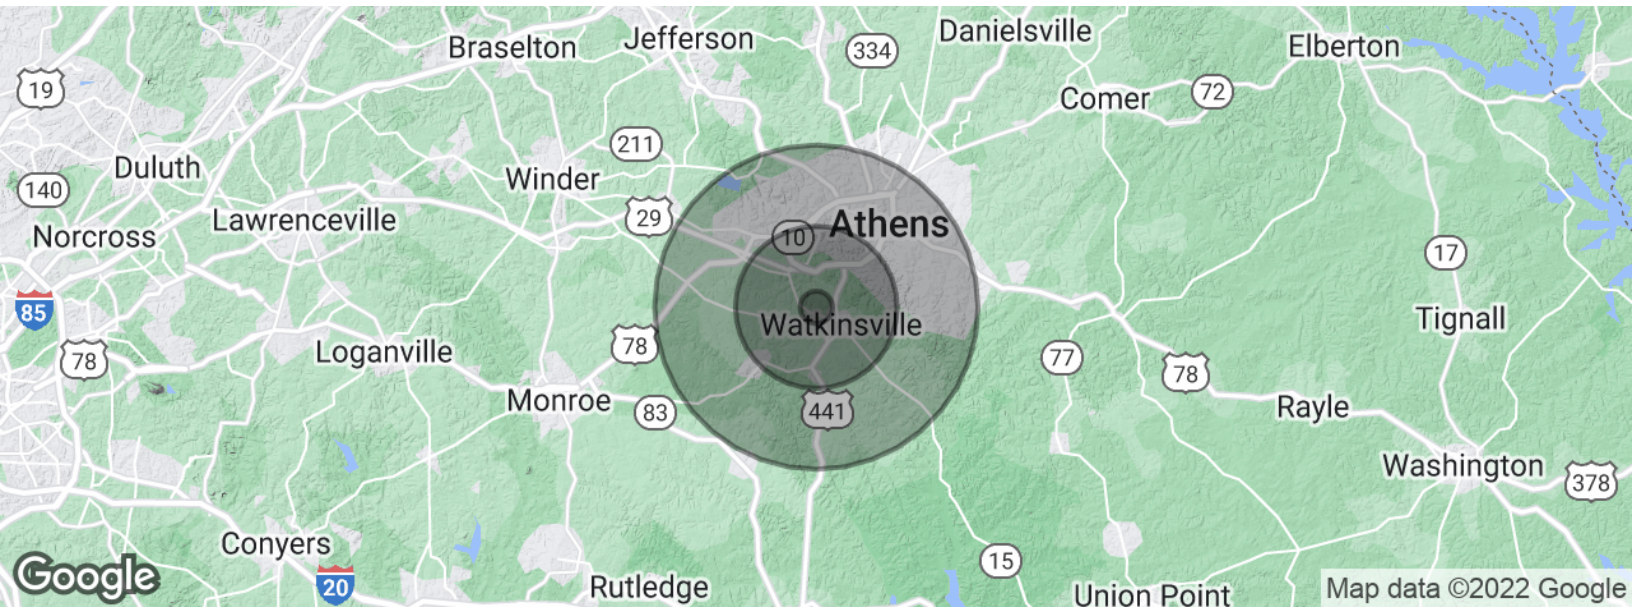 Braselton
Jefferson
334
Danielsville
Elberton
19
Comer
72
211
Duluth
140
Winder
Lawrenceville
29
Norcross
10
Athens
17
85
Tignall
Watkinsville
78
Loganville
78
77
78
Monroe
83
441
Rayle
Washington
378
Conyers
15
Google
20
Rutledge
Union Point
Map data ©2022 Google